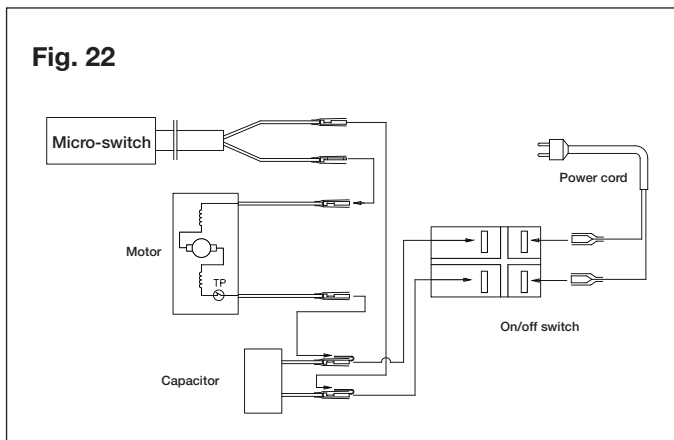 Fig. 22
Micro-switch
Power cord
Motor
TP
On/off switch
Capacitor